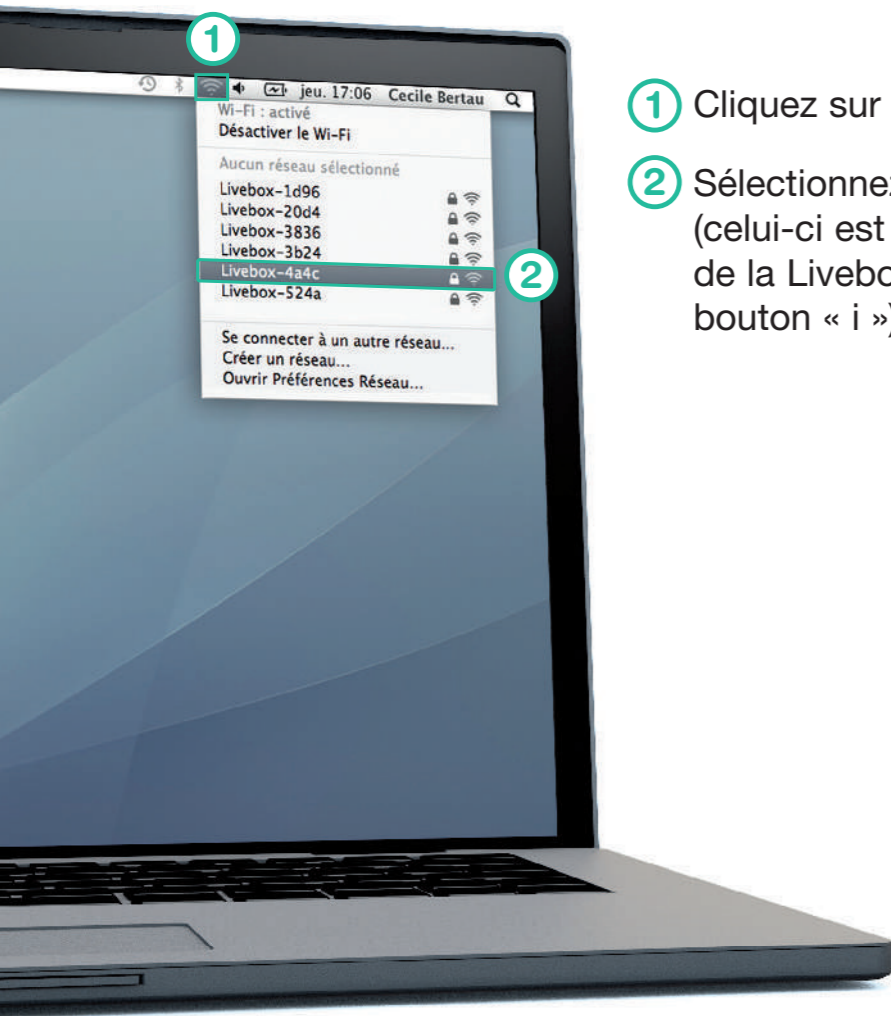 1
jeu. 17:06 Cecile Bertau
Wi-Fi : activé
Désactiver le Wi-Fi
Aucun réseau sélectionné
Livebox-1d96
Livebox-20d4
Livebox-3836
Livebox-3b24
Livebox-4a4c
2
Livebox-524a
Se connecter à un autre réseau...
Créer un réseau...
Ouvrir Préférences Réseau...
1 Cliquez sur
2 Sélectionnez
(celui-ci est
de la Livebo
bouton « i »)